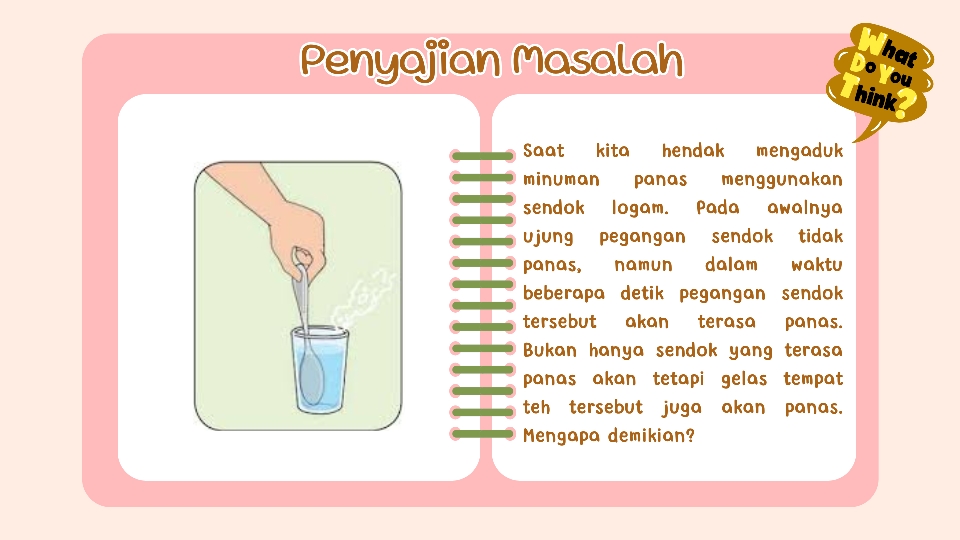 Penyajian Masalah
What
Do You
Think?
Saat kita hendak mengaduk
minuman panas menggunakan
sendok logam. Pada awalnya
ujung pegangan sendok tidak
panas, namun dalam waktu
beberapa detik pegangan sendok
tersebut akan terasa panas.
Bukan hanya sendok yang terasa
panas akan tetapi gelas tempat
teh tersebut juga akan panas.
Mengapa demikian?